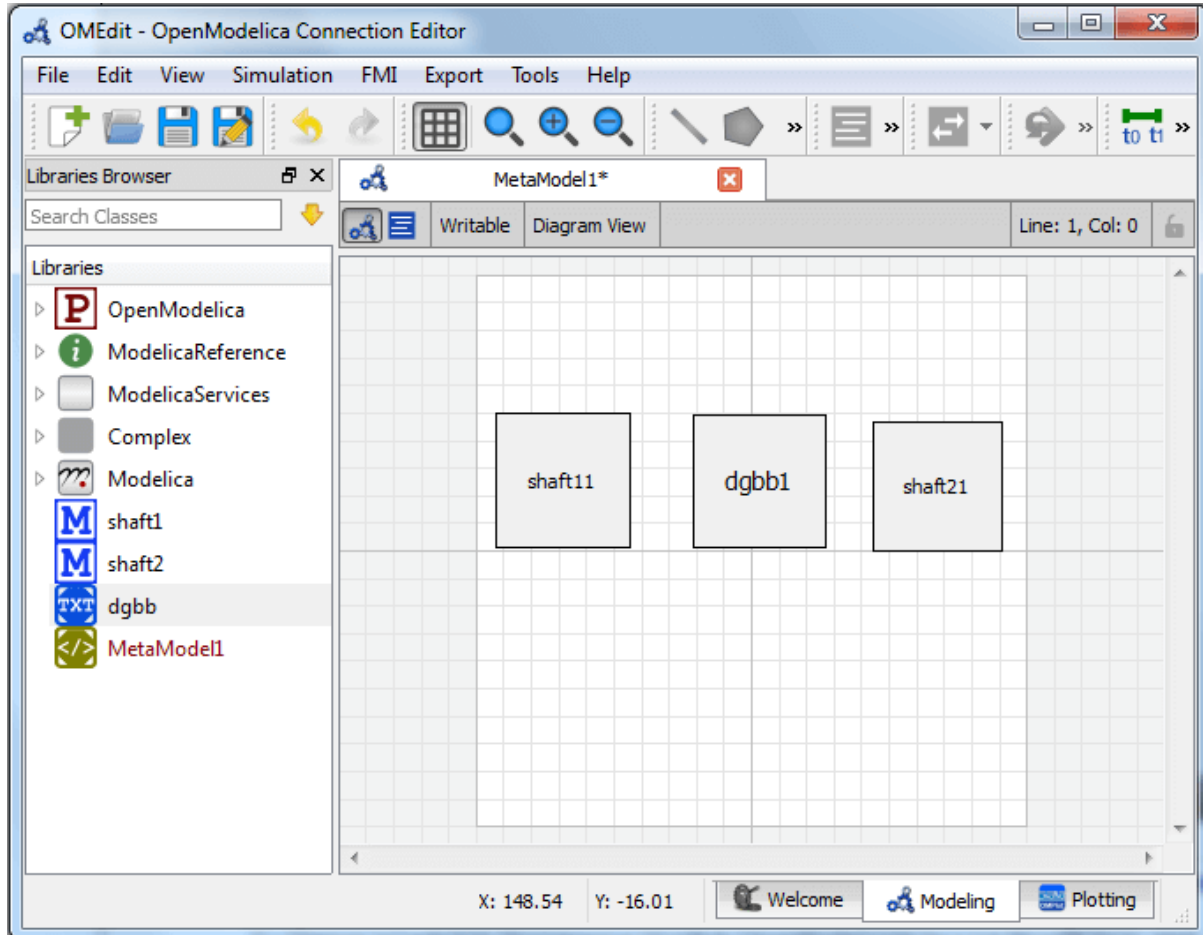 OMEdit - OpenModelica Connection Editor
File Edit View Simulation FMI Export Tools Help
t0 t1
Libraries Browser
MetaModel1*
Search Classes
Writable Diagram View Line: 1, Col: 0
Libraries
P OpenModelica
i ModelicaReference
ModelicaServices
Complex
Modelica
M shaft1
M shaft2
TXT dgbb
</> MetaModel1
shaft11 dgbb1 shaft21
X: 148.54 Y: -16.01 Welcome Modeling Plotting